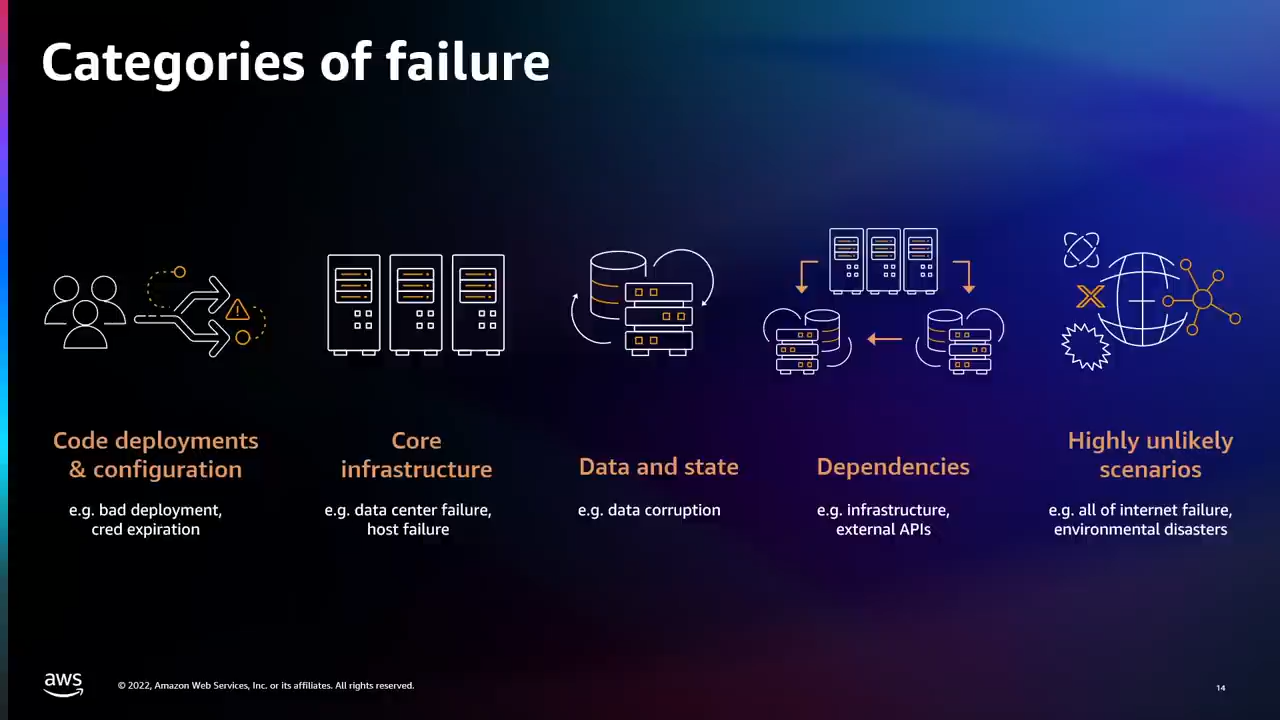 Categories of failure
Code deployments
& configuration
e.g. bad deployment,
cred expiration
Core
infrastructure
e.g. data center failure,
host failure
Data and state
e.g. data corruption
Dependencies
e.g. infrastructure,
external APIs
Highly unlikely
scenarios
e.g. all of internet failure,
environmental disasters
aws
© 2022, Amazon Web Services, Inc. or its affiliates. All rights reserved.
14